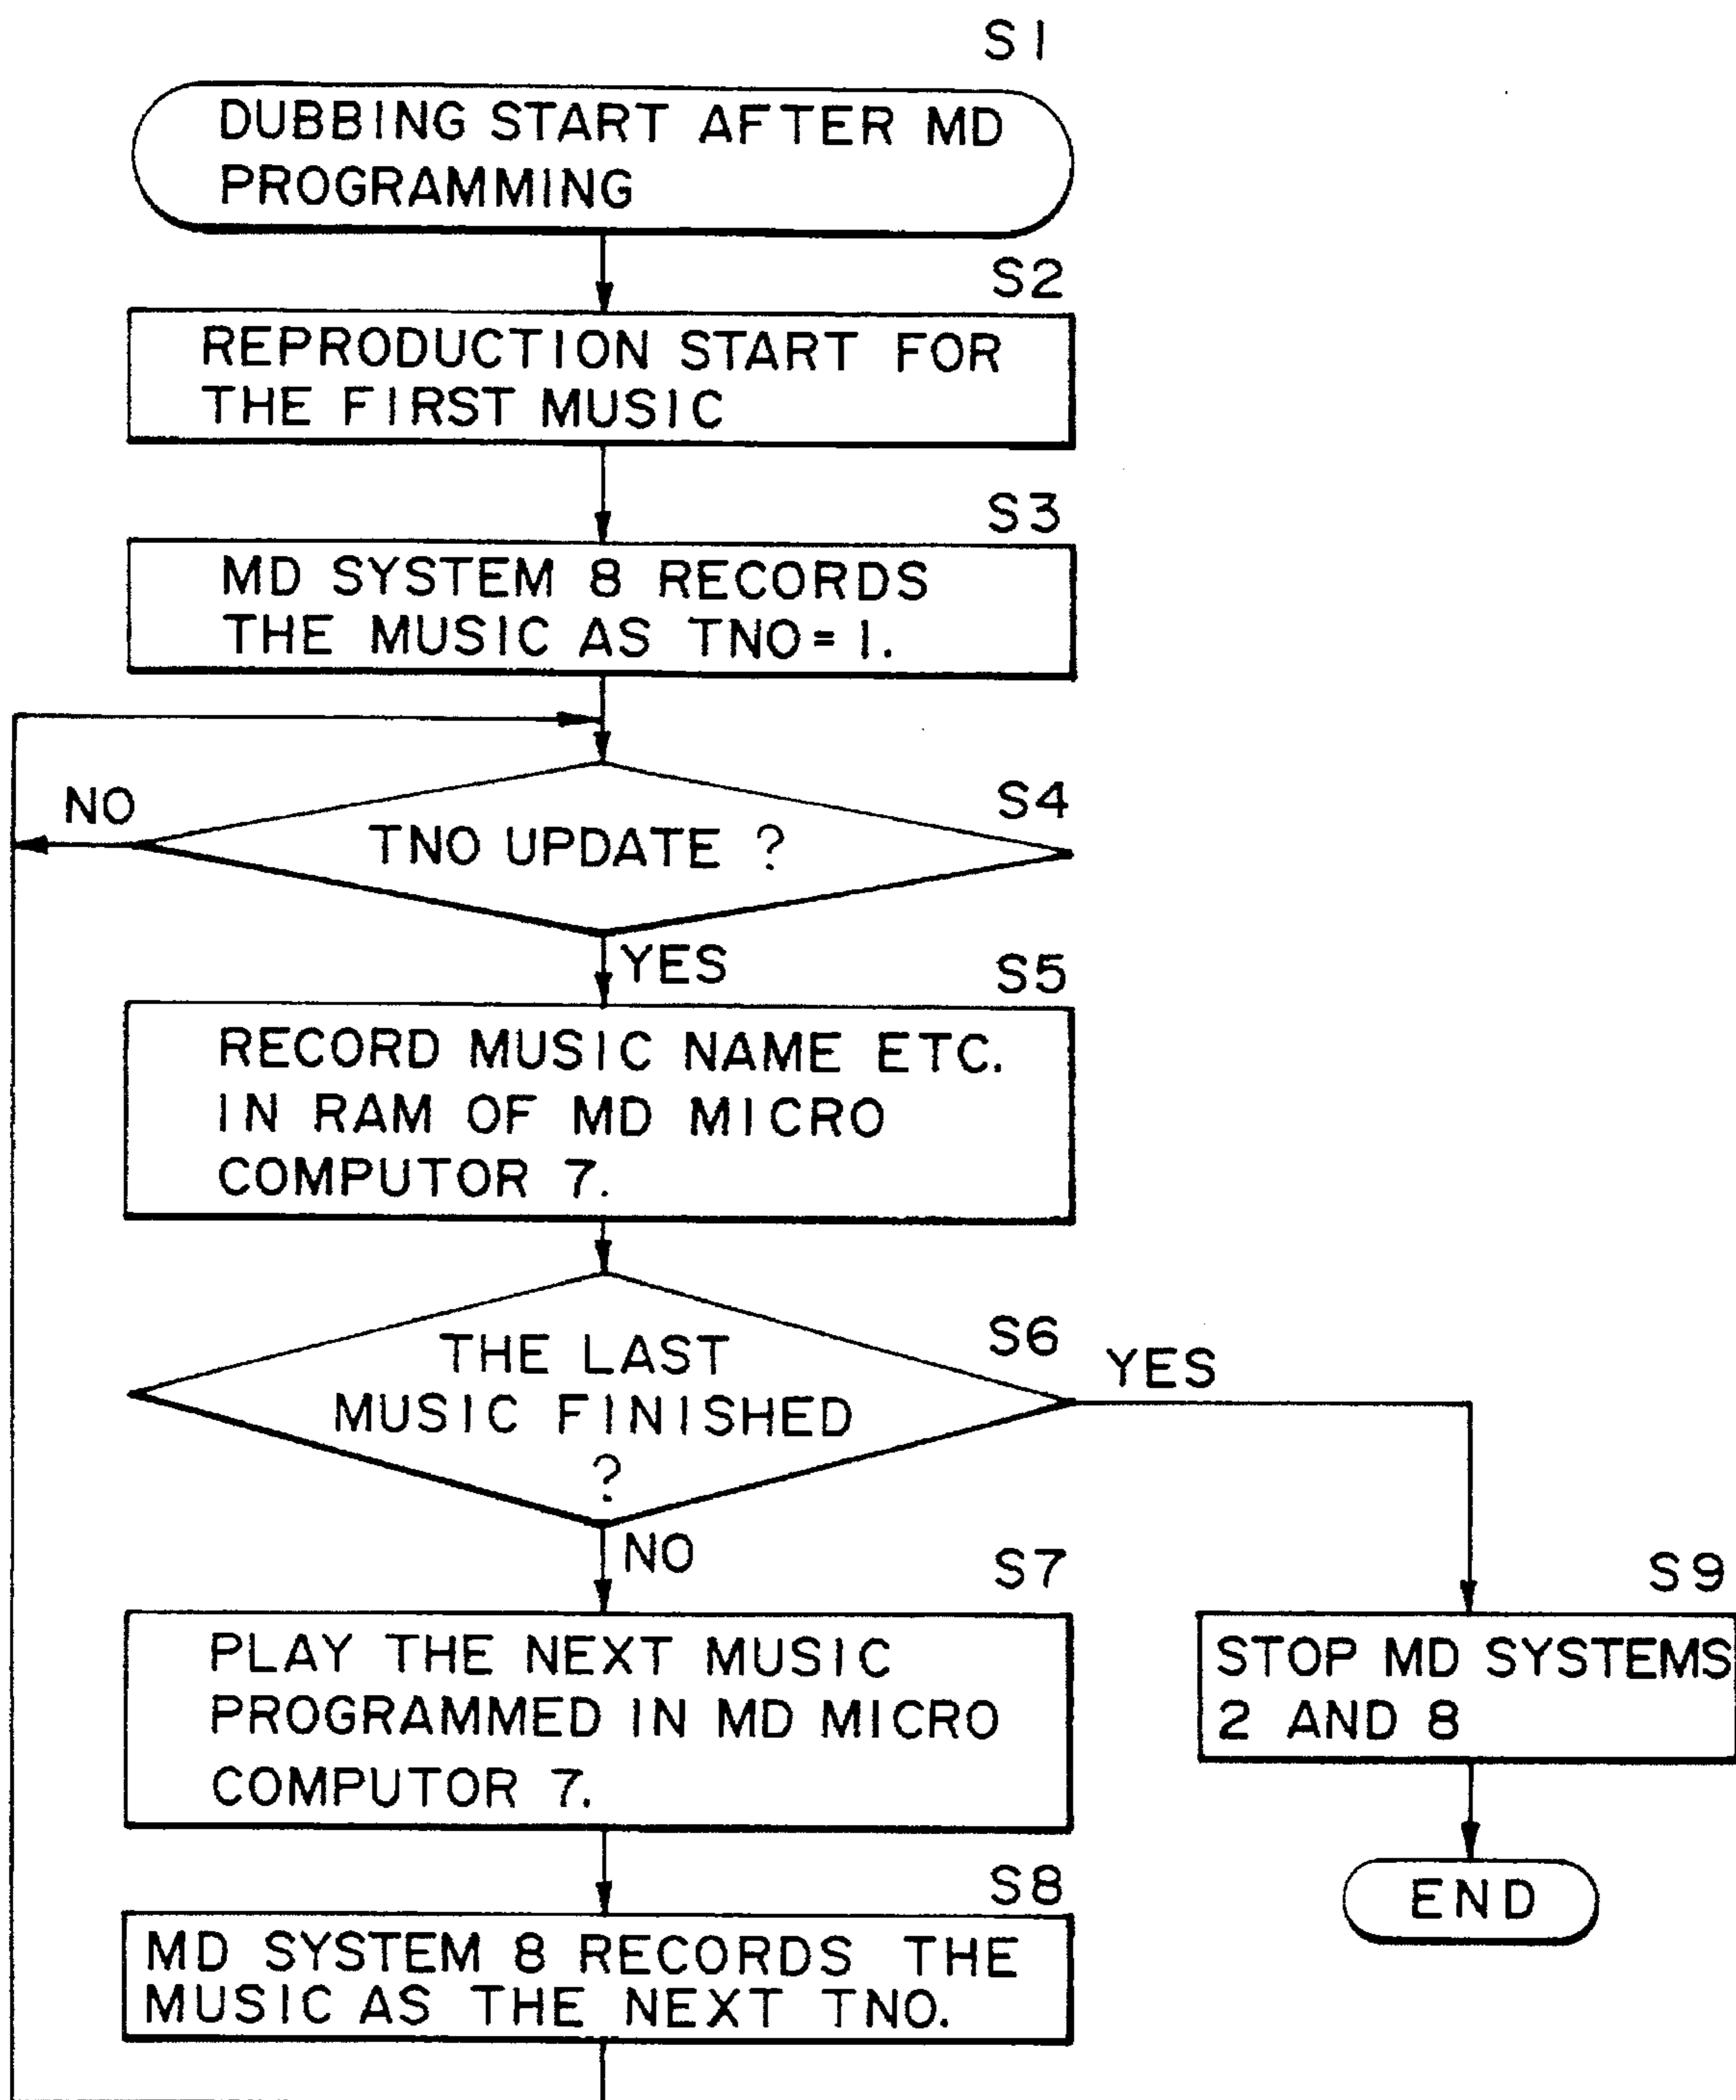 S1
DUBBING START AFTER MD
PROGRAMMING
S2
REPRODUCTION START FOR
THE FIRST MUSIC
S3
MD SYSTEM 8 RECORDS
THE MUSIC AS TNO=1.
S4
NO
TNO UPDATE ?
YES
S5
RECORD MUSIC NAME ETC.
IN RAM OF MD MICRO
COMPUTOR 7.
S6
THE LAST
MUSIC FINISHED
?
YES
NO
S7
PLAY THE NEXT MUSIC
PROGRAMMED IN MD MICRO
COMPUTOR 7.
S9
STOP MD SYSTEMS
2 AND 8
S8
MD SYSTEM 8 RECORDS THE
MUSIC AS THE NEXT TNO.
END